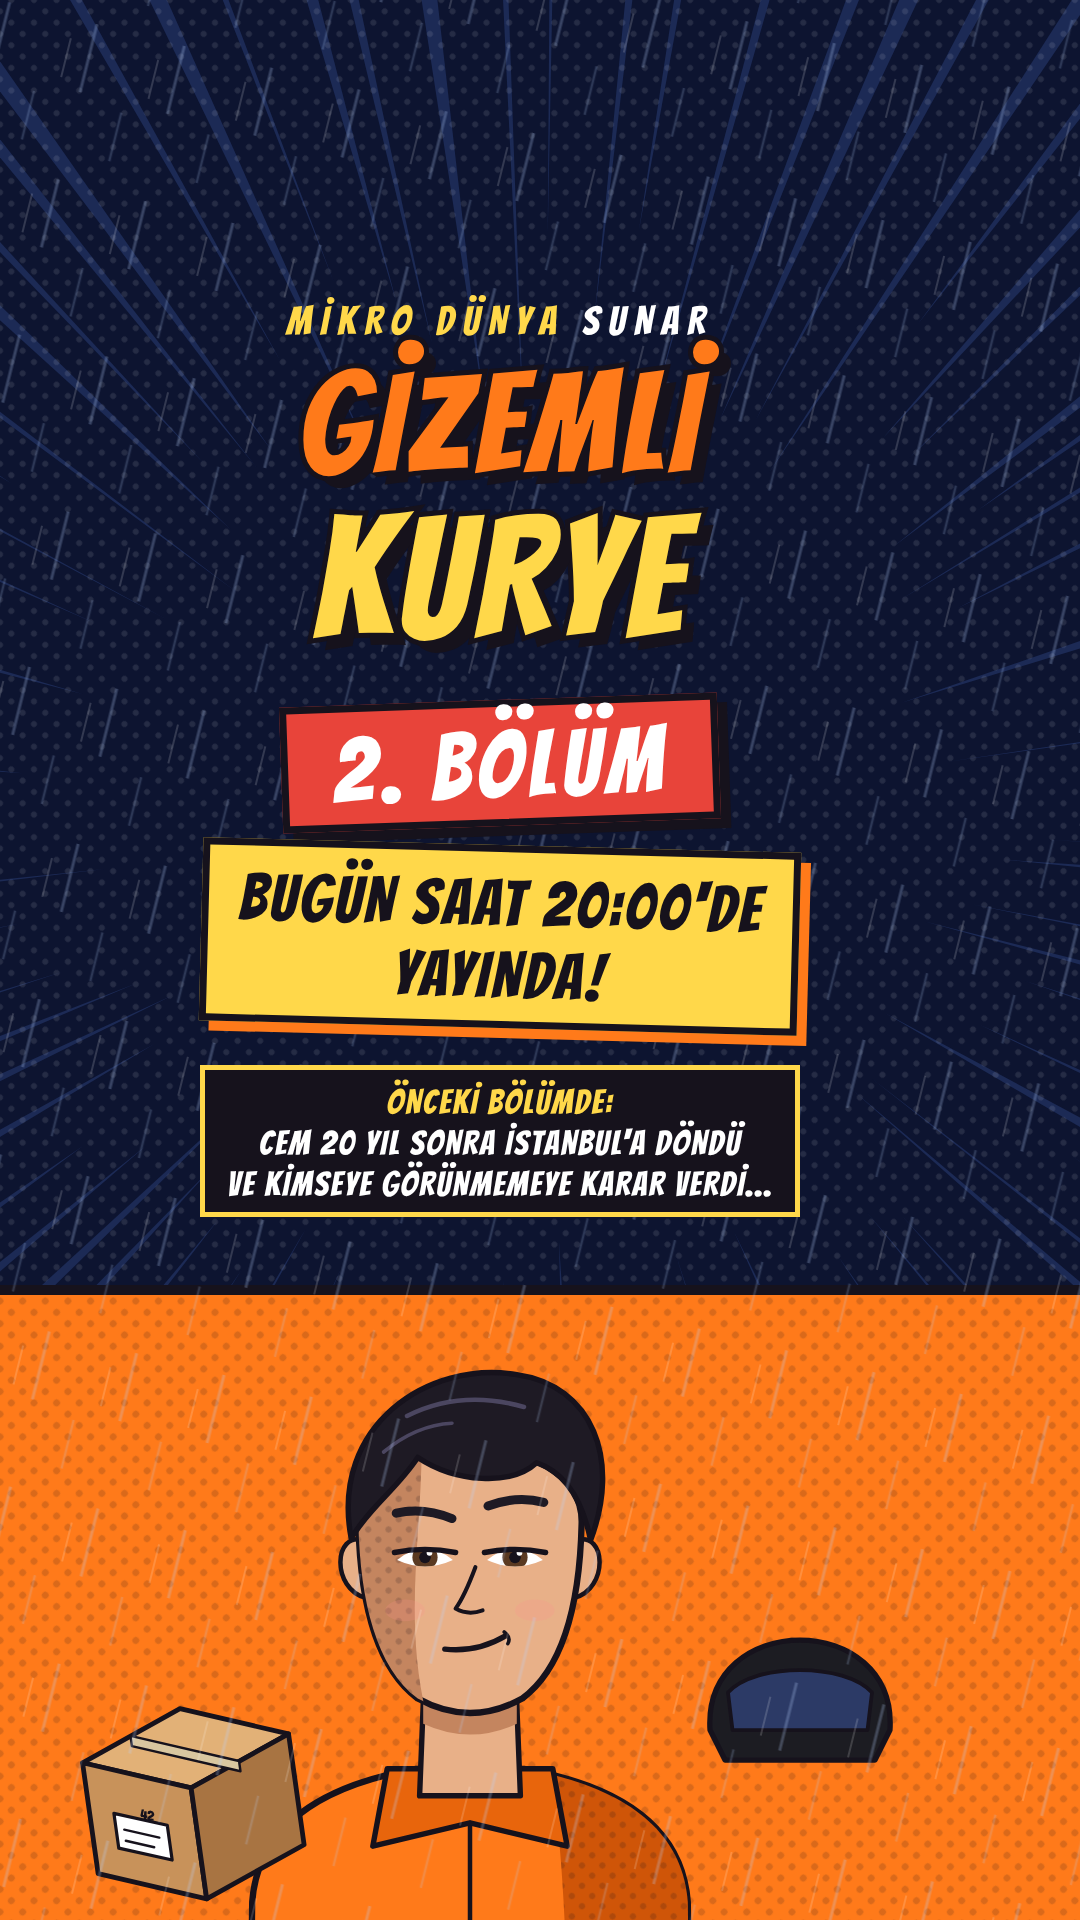 MİKRO DÜNYA SUNAR
GİZEMLİ
KURYE
2. BÖLÜM
BUGÜN SAAT 20:00'DE
YAYINDA!
ÖNCEKİ BÖLÜMDE:
CEM 20 YIL SONRA İSTANBUL'A DÖNDÜ
VE KİMSEYE GÖRÜNMEMEYE KARAR VERDİ...
42